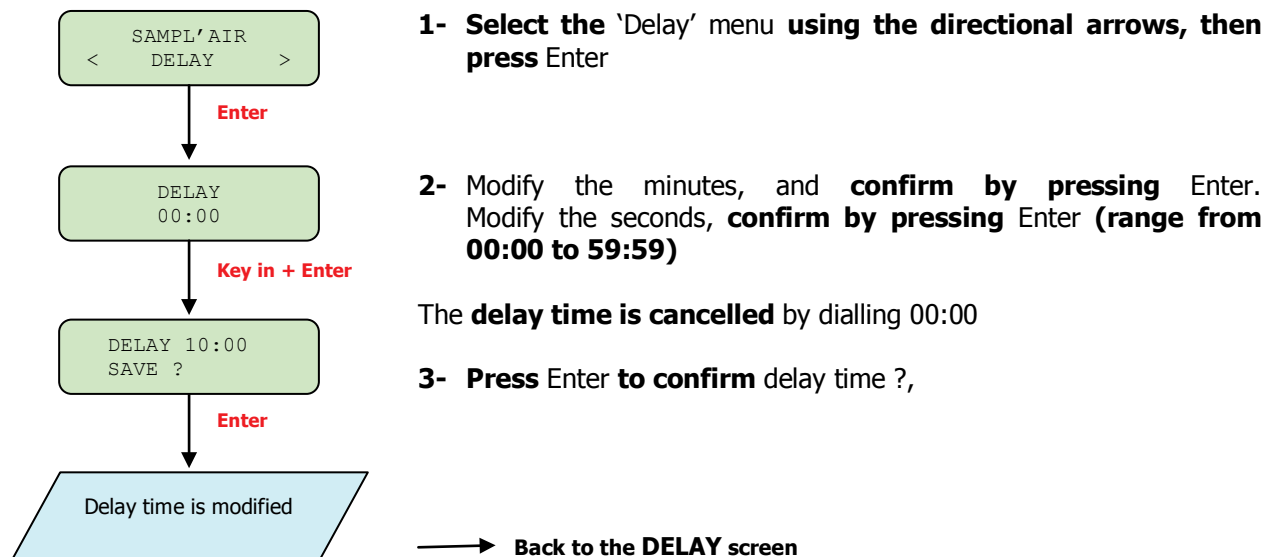 SAMPL’AIR
< DELAY >
Enter
DELAY
00:00
Key in + Enter
DELAY 10:00
SAVE ?
Enter
Delay time is modified
1- Select the ‘Delay’ menu using the directional arrows, then
press Enter
2- Modify the minutes, and confirm by pressing Enter.
Modify the seconds, confirm by pressing Enter (range from
00:00 to 59:59)
The delay time is cancelled by dialling 00:00
3- Press Enter to confirm delay time ?,
Back to the DELAY screen